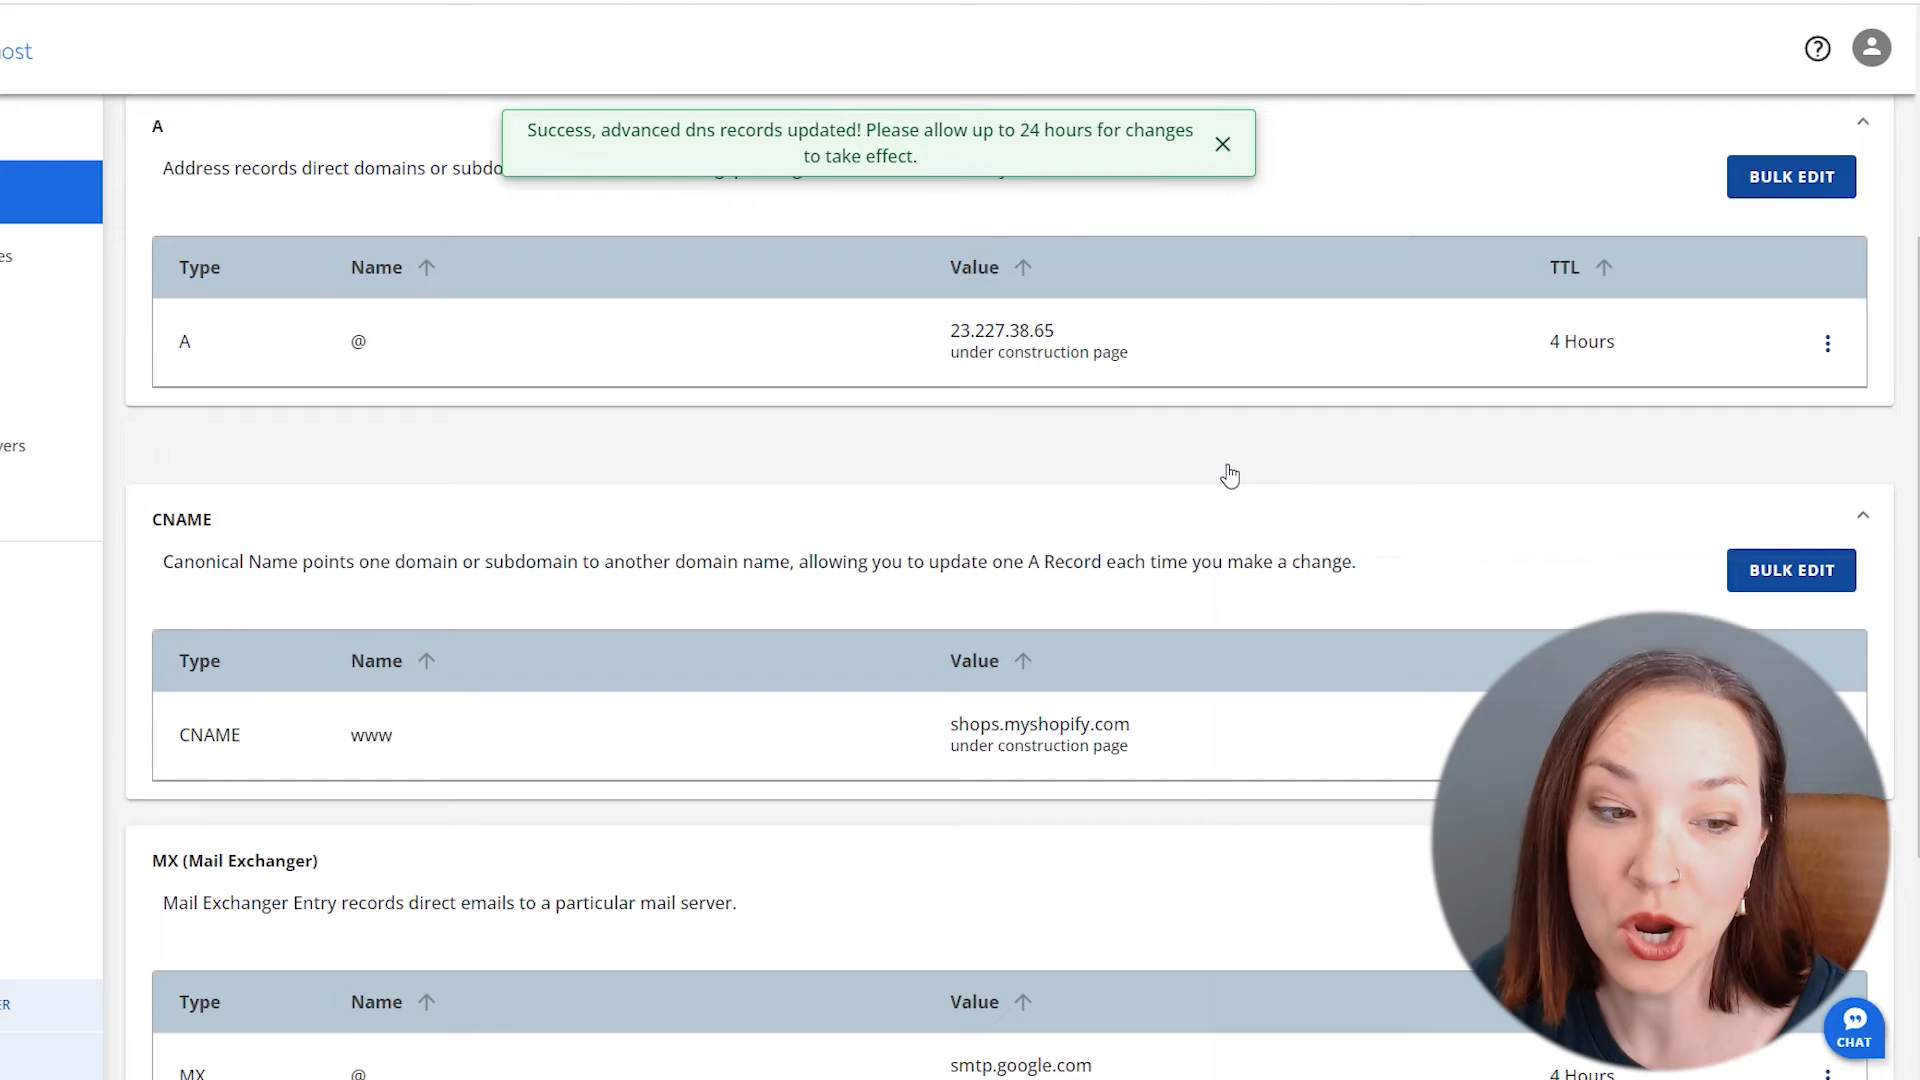 ost
A
Success, advanced dns records updated! Please allow up to 24 hours for changes
to take effect.
Address records direct domains or subdo
BULK EDIT
es
Type Name Value TTL
A @ 23.227.38.65 4 Hours
under construction page
vers
CNAME
Canonical Name points one domain or subdomain to another domain name, allowing you to update one A Record each time you make a change.
BULK EDIT
Type Name Value
CNAME www shops.myshopify.com
under construction page
MX (Mail Exchanger)
Mail Exchanger Entry records direct emails to a particular mail server.
ER
Type Name Value
MX @ smtp.google.com 4 Hours
CHAT